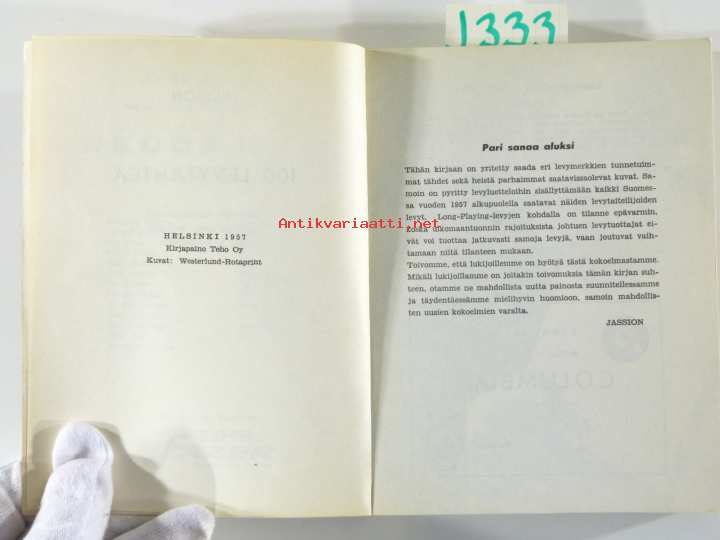 1333
HELSINKI 1957
Kirjapaino Teho Oy
Kuvat: Westerlund-Rotaprint
Pari sanaa aluksi
Tähän kirjaan on yritetty saada eri levymerkkien tunnetuim-
mat tähdet sekä heistä parhaimmat saatavissaolevat kuvat. Sa-
moin on pyritty levyluetteloihin sisällyttämään kaikki Suomes-
sa vuoden 1957 alkupuolella saatavat näiden levytaiteilijoiden
levyt. Long-Playing-levyjen kohdalla on tilanne epävarmin,
koska ulkomaantuonnin rajoituksista johtuen levytuottajat ei-
vät voi tuottaa jatkuvasti samoja levyjä, vaan joutuvat vaih-
tamaan niitä tilanteen mukaan.
Toivomme, että lukijoillemme on hyötyä tästä kokoelmastamme.
Mikäli lukijoillamme on joitakin toivomuksia tämän kirjan suh-
teen, otamme ne mahdollista uutta painosta suunnitellessamme
ja täydentäessämme mielihyvin huomioon, samoin mahdollis-
ten uusien kokoelmien varalta.
JASSION
Antikvariaatti.net
COLUMBIA
100 LEVYTÄHTEÄ